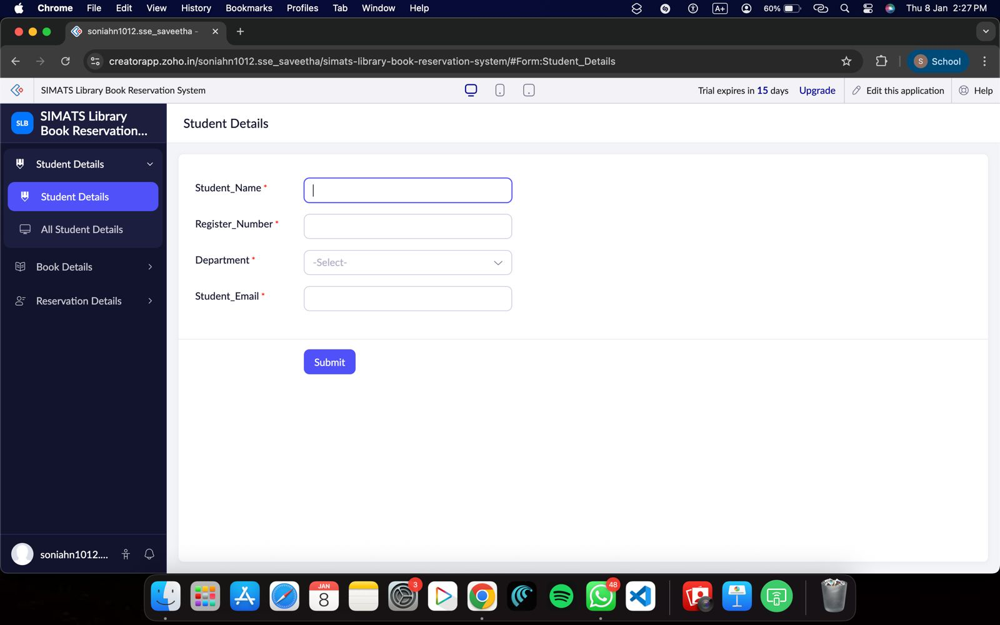 Chrome File Edit View History Bookmarks Profiles Tab Window Help A+ 60% Thu 8 Jan 2:27 PM
soniahn1012.sse_saveetha -
creatorapp.zoho.in/soniahn1012.sse_saveetha/simats-library-book-reservation-system/#Form:Student_Details S School
SIMATS Library Book Reservation System Trial expires in 15 days Upgrade Edit this application Help
SLB
SIMATS Library
Book Reservation...
Student Details
Student Details
All Student Details
Book Details
Reservation Details
soniahn1012....
Student Details
Student_Name *
Register_Number *
Department *
-Select-
Student_Email *
Submit
JAN
8
3
48